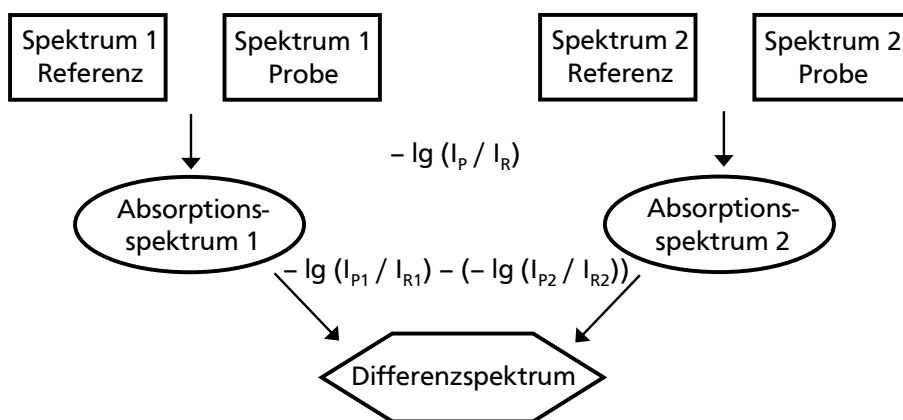 Spektrum 1
Referenz
Spektrum 1
Probe
Spektrum 2
Referenz
Spektrum 2
Probe
– lg (I_P / I_R)
Absorptions-
spektrum 1
Absorptions-
spektrum 2
– lg (I_P1 / I_R1) – (– lg (I_P2 / I_R2))
Differenzspektrum